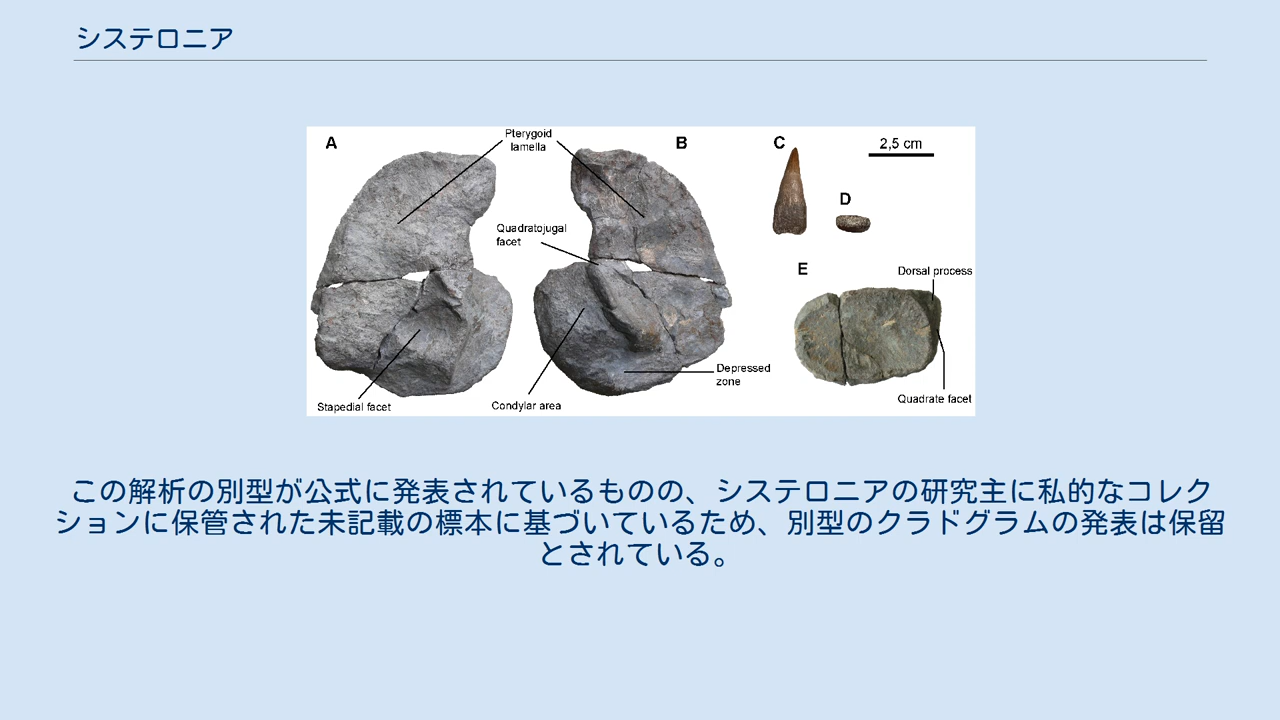 システロニア
A
Pterygoid
lamella
B
C
2,5 cm
D
Quadratojugal
facet
E
Dorsal process
Depressed
zone
Stapedial facet
Condylar area
Quadrate facet
この解析の別型が公式に発表されているものの、システロニアの研究主に私的なコレク
ションに保管された未記載の標本に基づいているため、別型のクラドグラムの発表は保留
とされている。